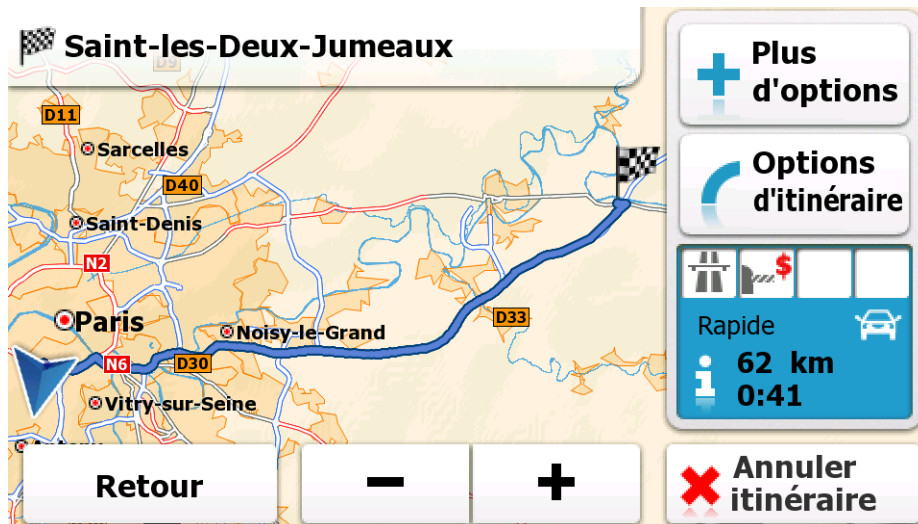 Saint-les-Deux-Jumeaux
Plus
d'options
D9
D11
Sarcelles
D40
Options
d'itinéraire
Saint-Denis
N2
$
Paris
Noisy-le-Grand
D33
Rapide
N6
D30
62 km
0:41
Vitry-sur-Seine
Retour
−
+
Annuler
itinéraire